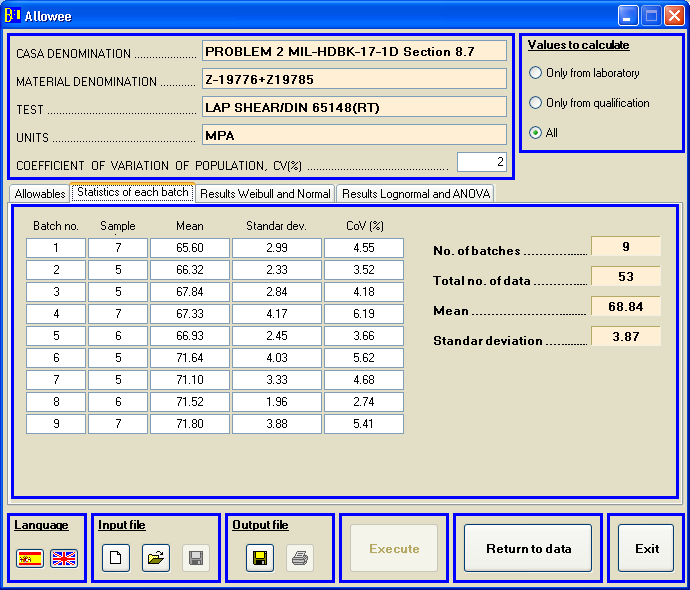 Allowee
CASA DENOMINATION .................... PROBLEM 2 MIL-HDBK-17-1D Section 8.7
MATERIAL DENOMINATION ........... Z-19776+Z19785
TEST ................................................ LAP SHEAR/DIN 65148(RT)
UNITS ............................................... MPA
COEFFICIENT OF VARIATION OF POPULATION, CV(%) ............................................. 2
Values to calculate
Only from laboratory
Only from qualification
All
Allowables Statistics of each batch Results Weibull and Normal Results Lognormal and ANOVA
Batch no. Sample Mean Standar dev. CoV (%)
1 7 65.60 2.99 4.55
2 5 66.32 2.33 3.52
3 5 67.84 2.84 4.18
4 7 67.33 4.17 6.19
5 6 66.93 2.45 3.66
6 5 71.64 4.03 5.62
7 5 71.10 3.33 4.68
8 6 71.52 1.96 2.74
9 7 71.80 3.88 5.41
No. of batches .................... 9
Total no. of data ................. 53
Mean ..................................... 68.84
Standar deviation ............. 3.87
Language
Input file
Output file
Execute
Return to data
Exit